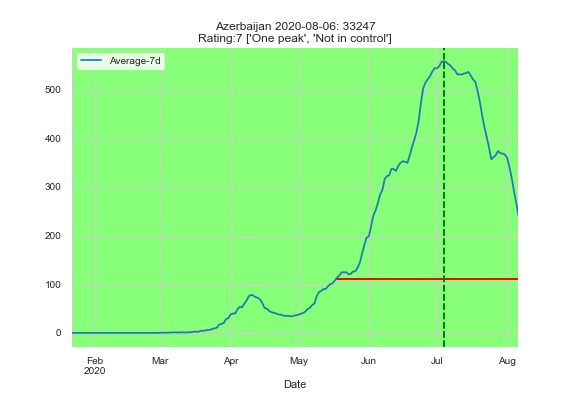 Azerbaijan 2020-08-06: 33247
Rating:7 ['One peak', 'Not in control']
Average-7d
500
400
300
200
100
0
Feb Mar Apr May Jun Jul Aug
2020
Date